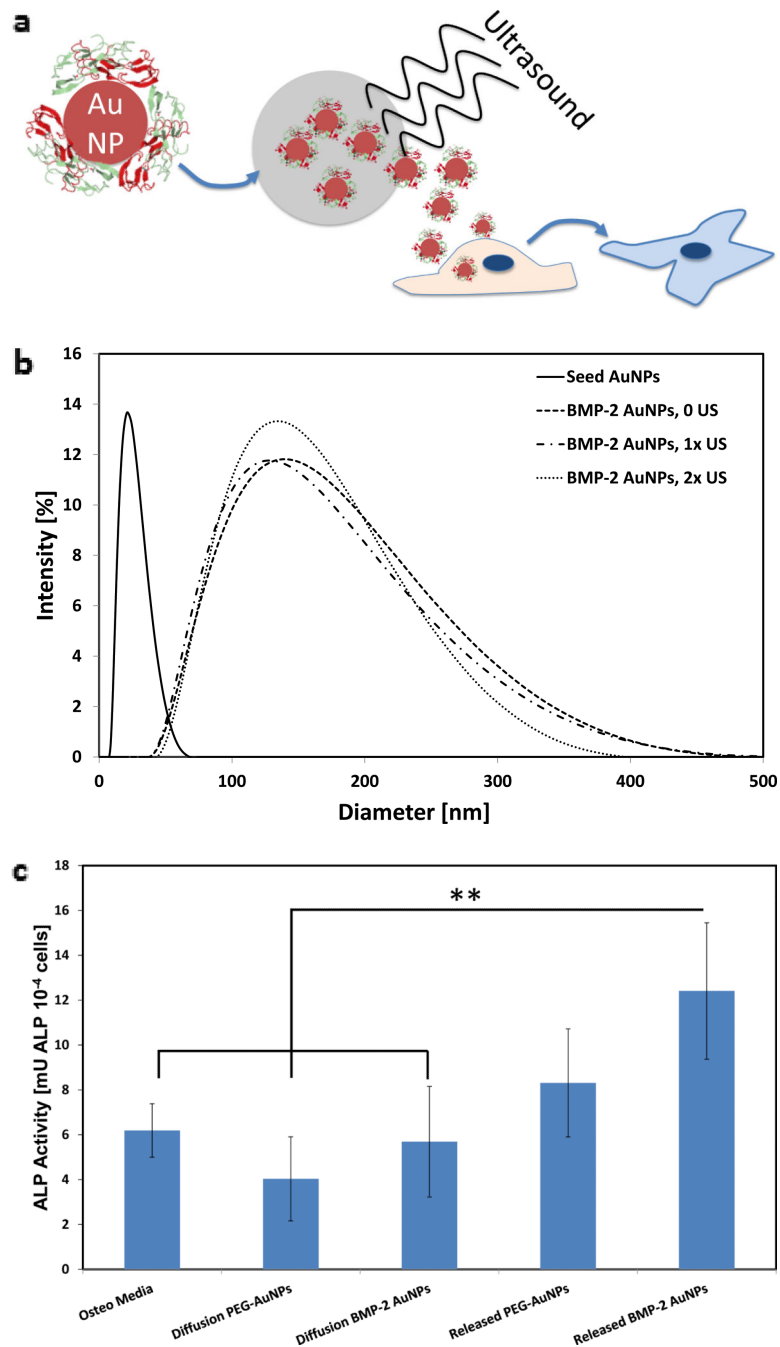 a
Au
NP
Ultrasound
b
16
14
12
10
8
6
4
2
0
Intensity [%]
Seed AuNPs
BMP-2 AuNPs, 0 US
BMP-2 AuNPs, 1x US
BMP-2 AuNPs, 2x US
0 100 200 300 400 500
Diameter [nm]
c
18
16
14
12
10
8
6
4
2
0
ALP Activity [mU ALP 10⁻⁴ cells]
**
Osteo Media
Diffusion PEG-AuNPs
Diffusion BMP-2 AuNPs
Released PEG-AuNPs
Released BMP-2 AuNPs